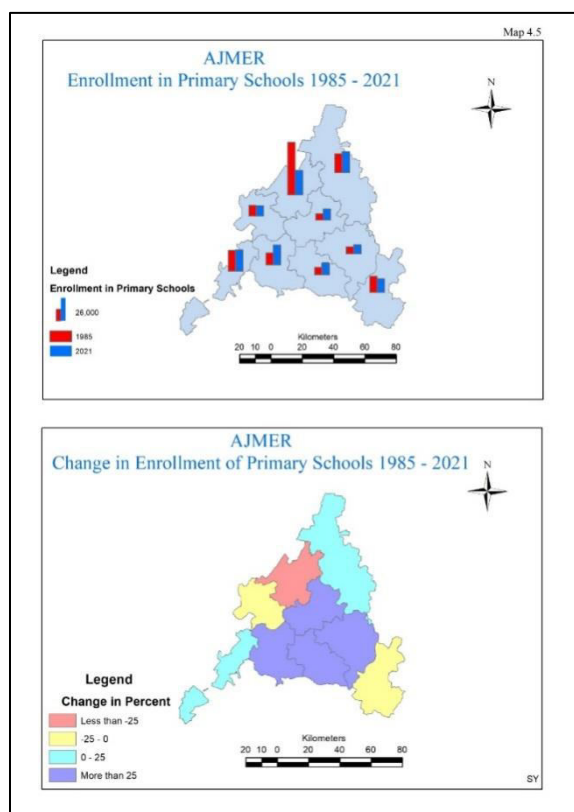 Map 4.5
AJMER
Enrollment in Primary Schools 1985 - 2021
N
Legend
Enrollment in Primary Schools
26,000
1985
2021
Kilometers
20 10 0 20 40 60 80
AJMER
Change in Enrollment of Primary Schools 1985 - 2021
N
Legend
Change in Percent
Less than -25
-25 - 0
0 - 25
More than 25
Kilometers
20 10 0 20 40 60 80
SY